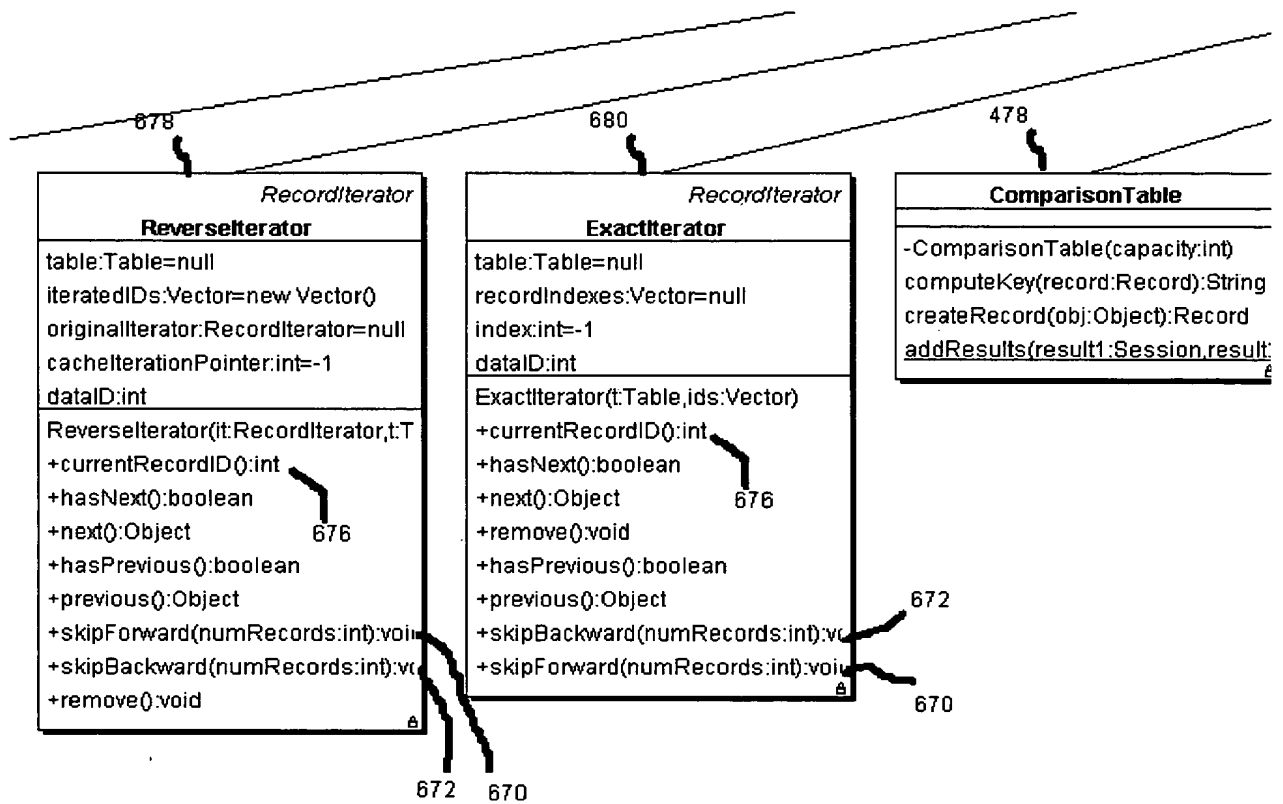 678
680
478
RecordIterator
ReverseIterator
table:Table=null
iteratedIDs:Vector=new Vector()
originalIterator:RecordIterator=null
cacheIterationPointer:int=-1
dataID:int
ReverseIterator(it:RecordIterator,t:T
+currentRecordID():int
+hasNext():boolean
+next():Object
676
+hasPrevious():boolean
+previous():Object
+skipForward(numRecords:int):voi
+skipBackward(numRecords:int):v
+remove():void
672
670
RecordIterator
ExactIterator
table:Table=null
recordIndexes:Vector=null
index:int=-1
dataID:int
ExactIterator(t:Table,ids:Vector)
+currentRecordID():int
+hasNext():boolean
+next():Object
676
+remove():void
+hasPrevious():boolean
+previous():Object
+skipBackward(numRecords:int):v
+skipForward(numRecords:int):voi
672
670
ComparisonTable
-ComparisonTable(capacity:int)
computeKey(record:Record):String
createRecord(obj:Object):Record
addResults(result1:Session,result